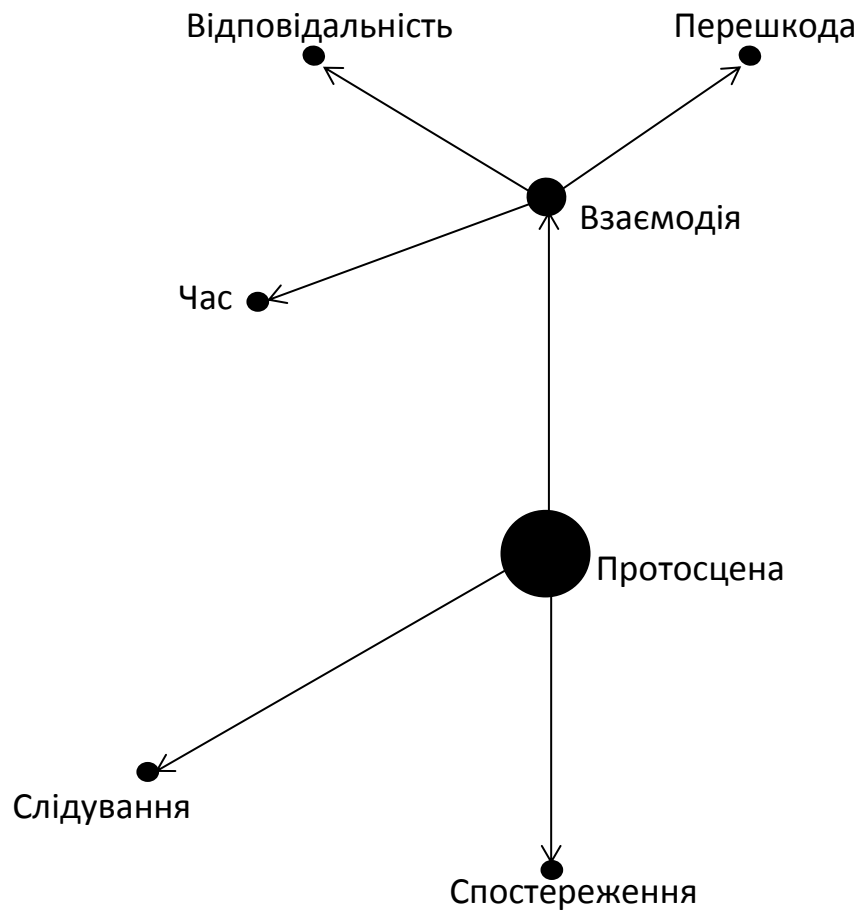 Відповідальність
Перешкода
Взаємодія
Час
Протосцена
Слідування
Спостереження